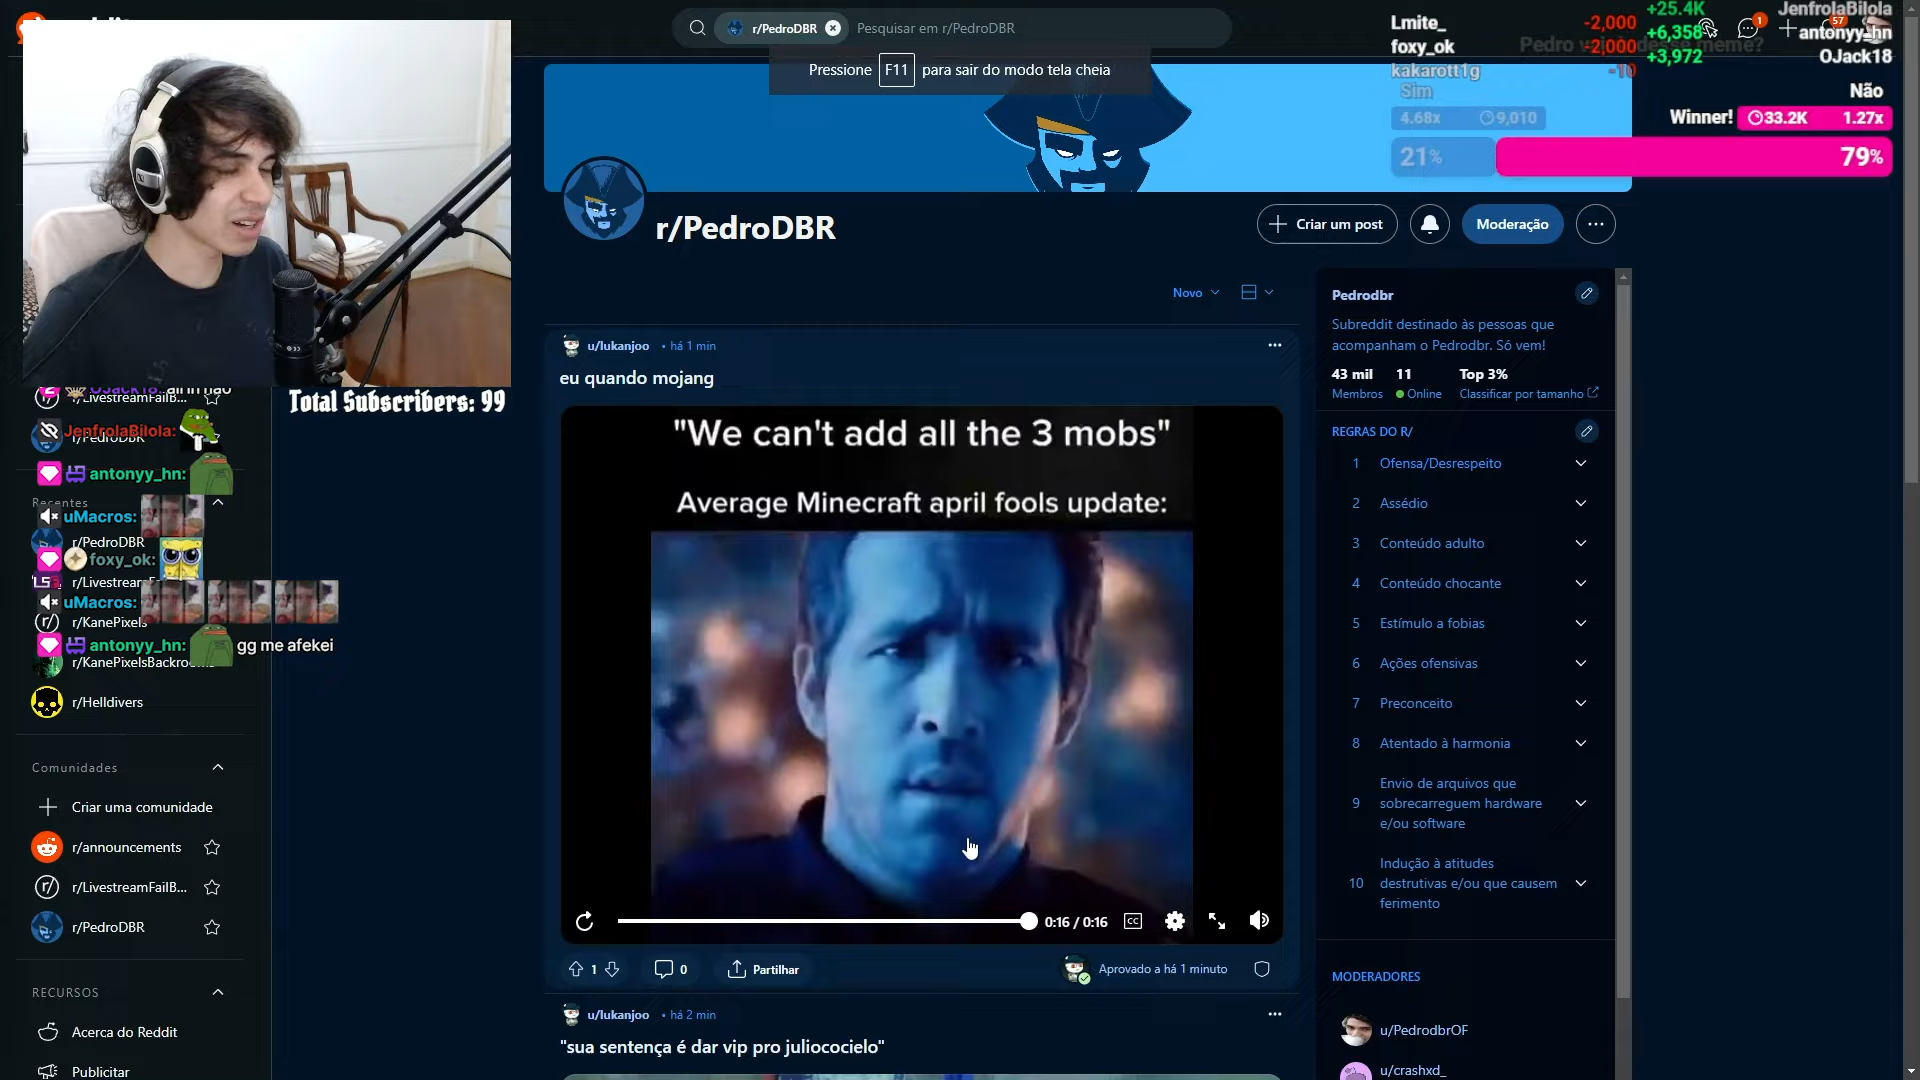 r/PedroDBR
Pesquisar em r/PedroDBR
Pressione F11 para sair do modo tela cheia
Lmite_
-2,000
foxy_ok
-2,000
kakarott1g
-10
+25.4K
JenfrolaBilola
+6,358
antonyy_hn
+3,972
OJack18
1
57
Sim
Não
4.68x
9,010
Winner!
33.2K
1.27x
21%
79%
r/PedroDBR
Criar um post
Moderação
Novo
Total Subscribers: 99
r/LivestreamFailB...
JenfrolaBilola:
r/PedroDBR
antonyy_hn:
Recentes
uMacros:
r/PedroDBR
foxy_ok:
uMacros:
r/KanePixels
antonyy_hn: gg me afekei
r/Helldivers
Comunidades
Criar uma comunidade
r/announcements
r/LivestreamFailB...
r/PedroDBR
RECURSOS
Acerca do Reddit
Publicitar
u/lukanjoo • há 1 min
eu quando mojang
"We can't add all the 3 mobs"
Average Minecraft april fools update:
0:16 / 0:16
CC
1
0
Partilhar
Aprovado a há 1 minuto
u/lukanjoo • há 2 min
"sua sentença é dar vip pro juliococielo"
Pedrodbr
Subreddit destinado às pessoas que
acompanham o Pedrodbr. Só vem!
43 mil
11
Top 3%
Membros
Online
Classificar por tamanho
REGRAS DO R/
1 Ofensa/Desrespeito
2 Assédio
3 Conteúdo adulto
4 Conteúdo chocante
5 Estímulo a fobias
6 Ações ofensivas
7 Preconceito
8 Atentado à harmonia
9 Envio de arquivos que
sobrecarreguem hardware
e/ou software
10 Indução à atitudes
destrutivas e/ou que causem
ferimento
MODERADORES
u/PedrodbrOF
u/crashxd_